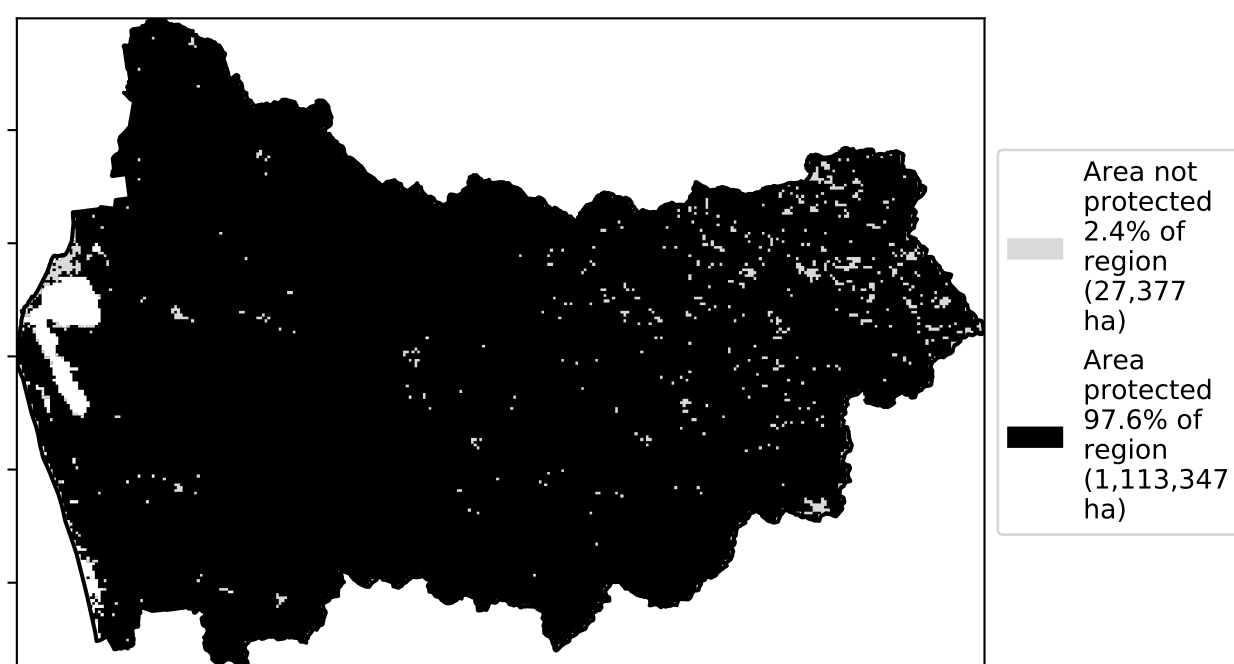 Area not
protected
2.4% of
region
(27,377
ha)
Area
protected
97.6% of
region
(1,113,347
ha)